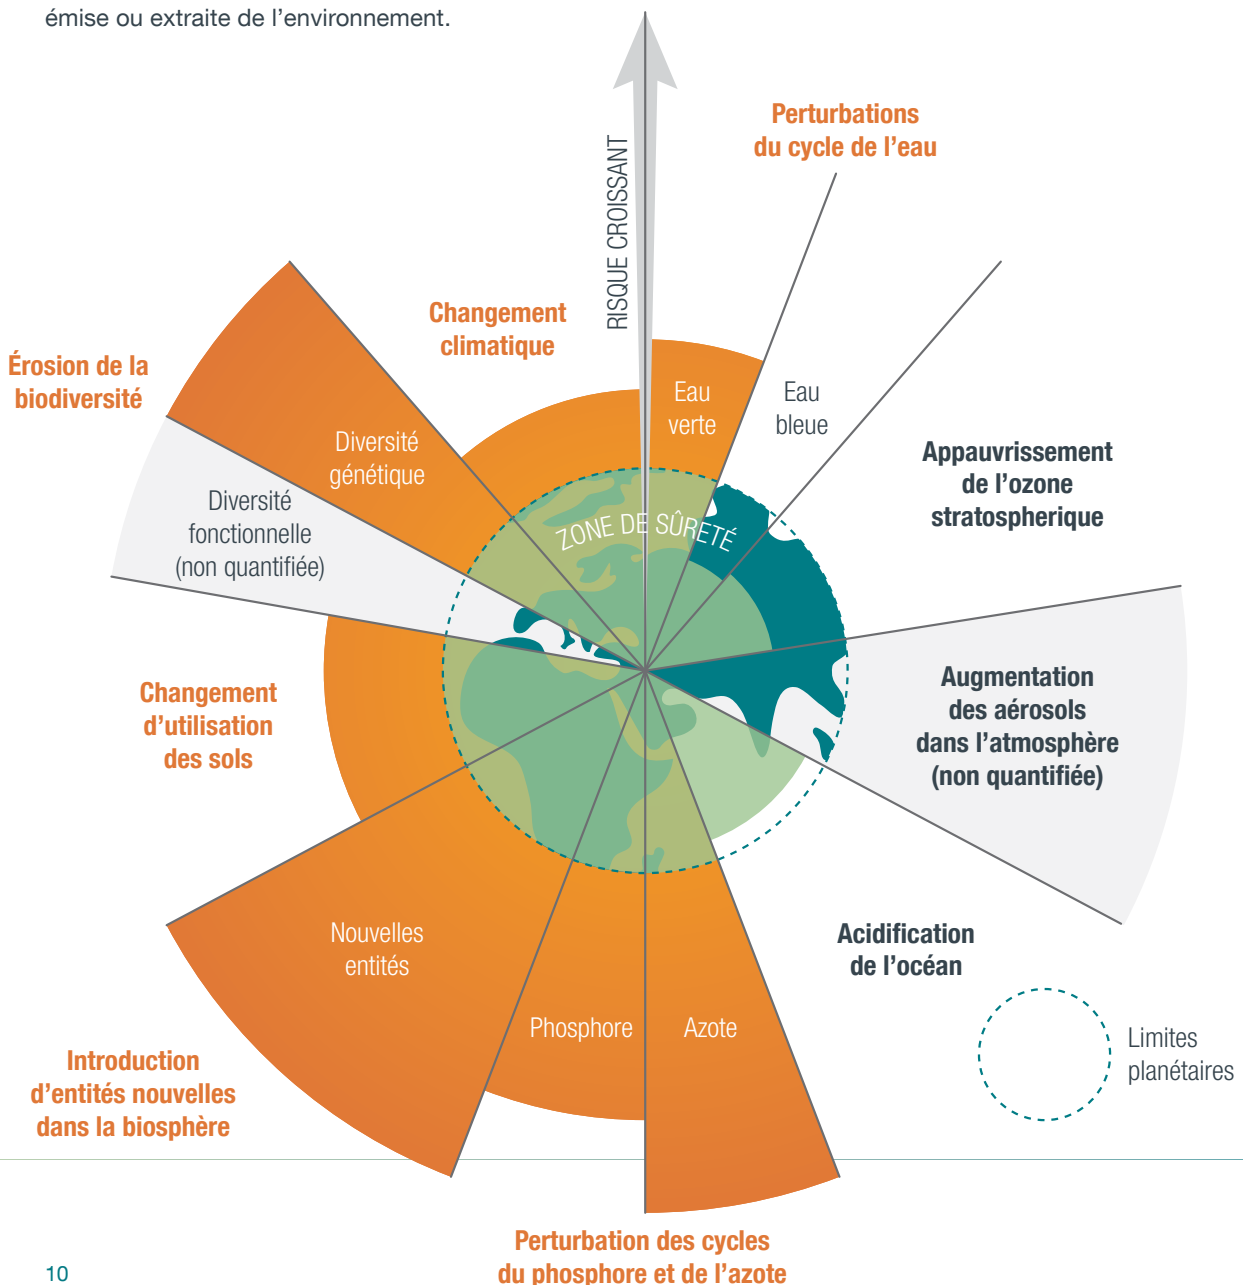 émise ou extraite de l'environnement.
RISQUE CROISSANT
Perturbations
du cycle de l'eau
Changement
climatique
Érosion de la
biodiversité
Eau
verte
Eau
bleue
Diversité
génétique
Diversité
fonctionnelle
(non quantifiée)
Appauvrissement
de l'ozone
stratospherique
ZONE DE SÛRETÉ
Changement
d'utilisation
des sols
Augmentation
des aérosols
dans l'atmosphère
(non quantifiée)
Nouvelles
entités
Acidification
de l'océan
Phosphore
Azote
Limites
planétaires
Introduction
d'entités nouvelles
dans la biosphère
Perturbation des cycles
du phosphore et de l'azote
10